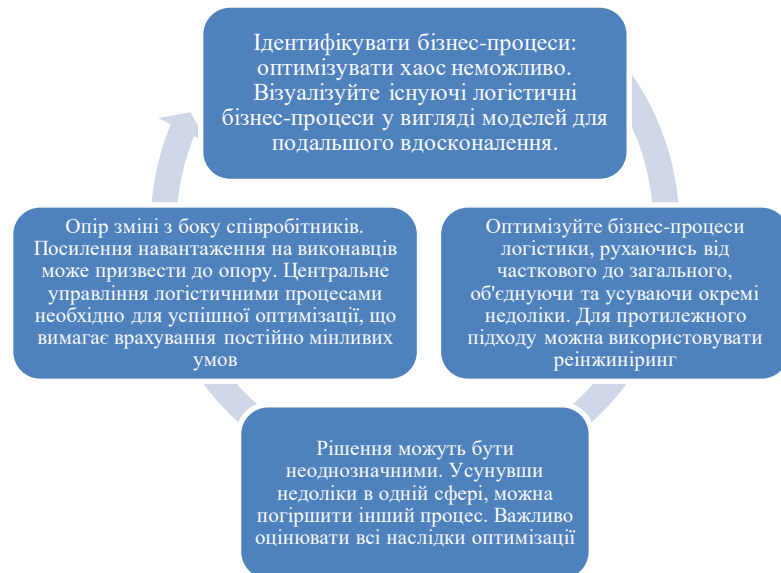 Ідентифікувати бізнес-процеси:
оптимізувати хаос неможливо.
Візуалізуйте існуючі логістичні
бізнес-процеси у вигляді моделей для
подальшого вдосконалення.
Оптимізуйте бізнес-процеси
логістики, рухаючись від
часткового до загального,
об'єднуючи та усуваючи окремі
недоліки. Для протилежного
підходу можна використовувати
реінжиніринг
Рішення можуть бути
неоднозначними. Усунувши
недоліки в одній сфері, можна
погіршити інший процес. Важливо
оцінювати всі наслідки оптимізації
Опір зміні з боку співробітників.
Посилення навантаження на виконавців
може призвести до опору. Центральне
управління логістичними процесами
необхідно для успішної оптимізації, що
вимагає врахування постійно мінливих
умов